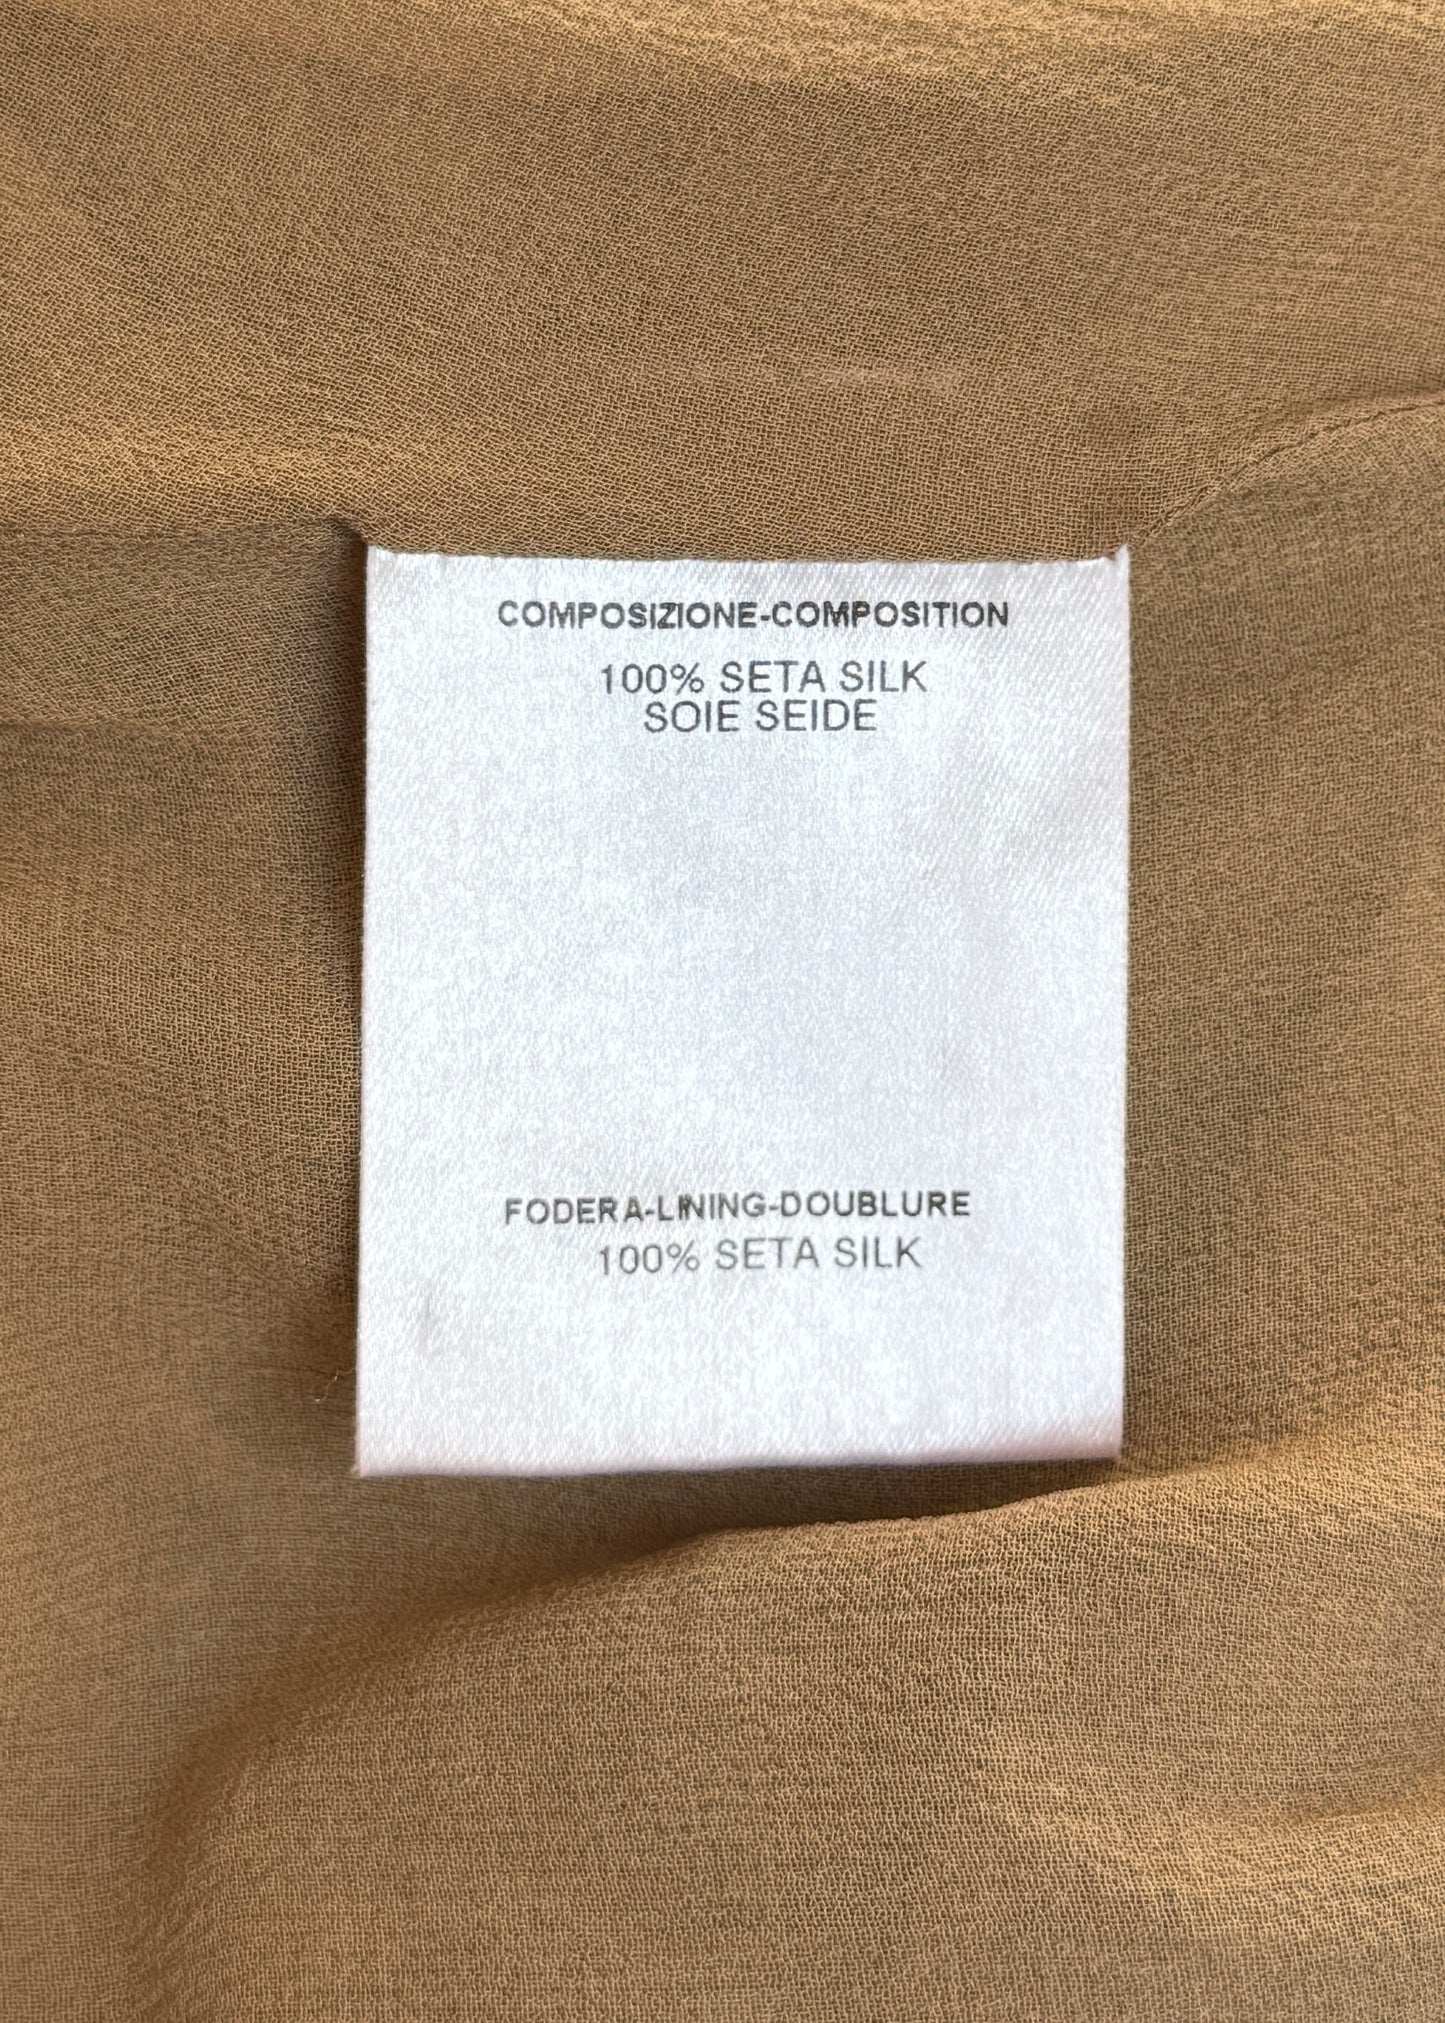 COMPOSIZIONE-COMPOSITION
100% SETA SILK
SOIE SEIDE
FODERA-LINING-DOUBLURE
100% SETA SILK